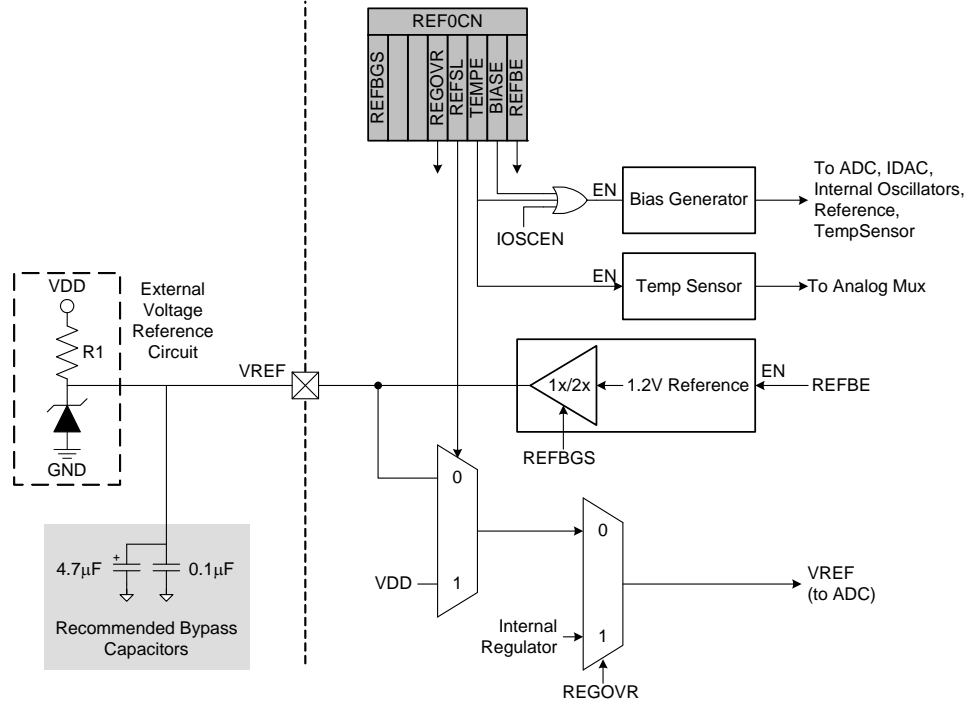 REF0CN
REFBGS
REGOVR
REFSL
TEMPE
BIASE
REFBE
IOSCEN
EN
Bias Generator
To ADC, IDAC,
Internal Oscillators,
Reference,
TempSensor
EN
Temp Sensor
To Analog Mux
VDD
R1
GND
External
Voltage
Reference
Circuit
VREF
1x/2x
1.2V Reference
EN
REFBE
REFBGS
0
VDD
1
0
Internal
Regulator
1
REGOVR
VREF
(to ADC)
4.7μF
+
0.1μF
Recommended Bypass
Capacitors